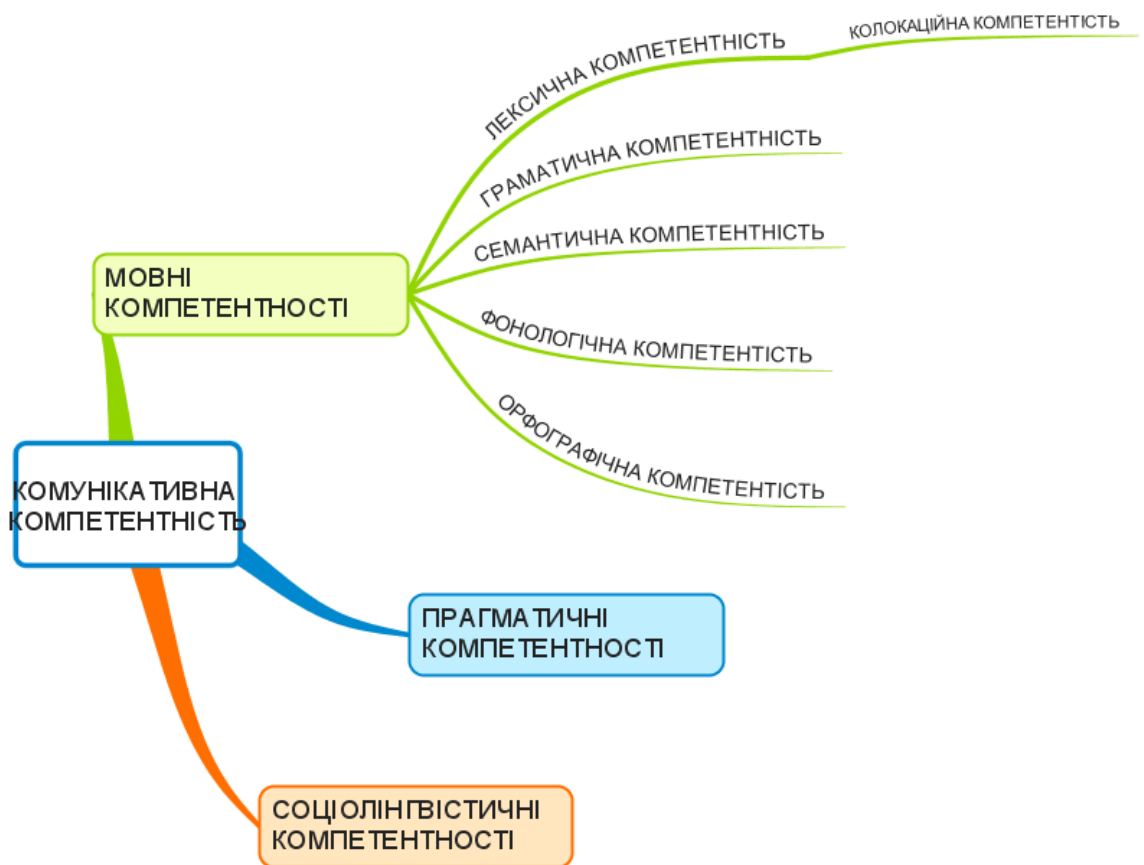 КОЛОКАЦІЙНА КОМПЕТЕНТІСТЬ
ЛЕКСИЧНА КОМПЕТЕНТНІСТЬ
ГРАМАТИЧНА КОМПЕТЕНТНІСТЬ
СЕМАНТИЧНА КОМПЕТЕНТНІСТЬ
МОВНІ
КОМПЕТЕНТНОСТІ
ФОНОЛОГІЧНА КОМПЕТЕНТІСТЬ
ОРФОГРАФІЧНА КОМПЕТЕНТІСТЬ
КОМУНІКАТИВНА
КОМПЕТЕНТНІСТЬ
ПРАГМАТИЧНІ
КОМПЕТЕНТНОСТІ
СОЦІОЛІНГВІСТИЧНІ
КОМПЕТЕНТНОСТІ